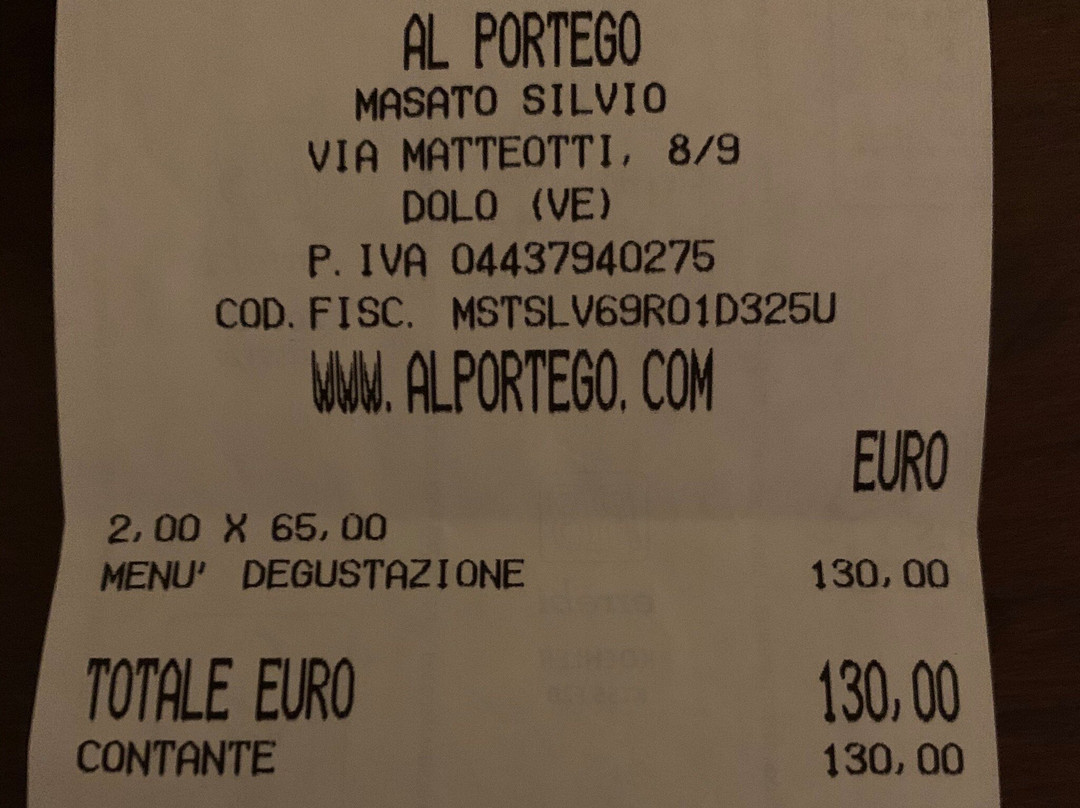 AL PORTEGO
MASATO SILVIO
VIA MATTEOTTI, 8/9
DOLO (VE)
P. IVA 04437940275
COD. FISC. MSTSLV69R01D325U
WWW. ALPORTEGO. COM
EURO
2,00 X 65,00
MENU' DEGUSTAZIONE 130,00
TOTALE EURO 130,00
CONTANTE 130,00